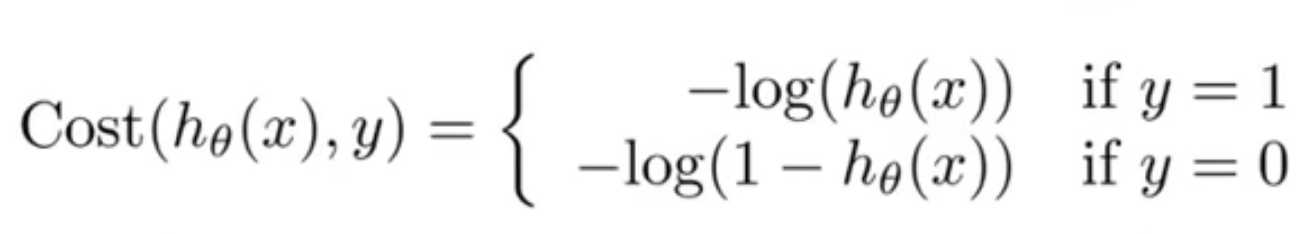 Cost(hθ(x), y) = { −log(hθ(x)) if y = 1
−log(1 − hθ(x)) if y = 0